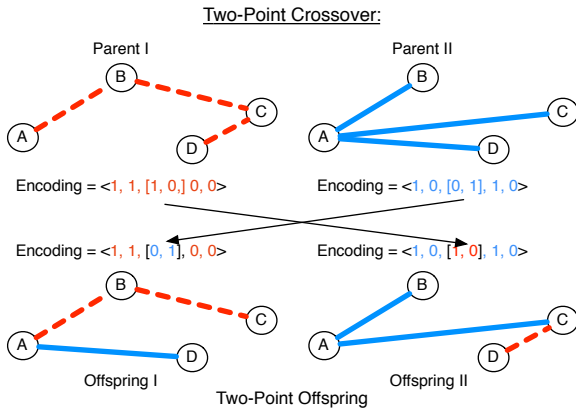 Two-Point Crossover:
Parent I
Parent II
B
B
A
C
D
A
C
D
Encoding = <1, 1, [1, 0,] 0, 0>
Encoding = <1, 0, [0, 1], 1, 0>
Encoding = <1, 1, [0, 1], 0, 0>
Encoding = <1, 0, [1, 0], 1, 0>
B
B
A
C
D
A
C
D
Offspring I
Offspring II
Two-Point Offspring